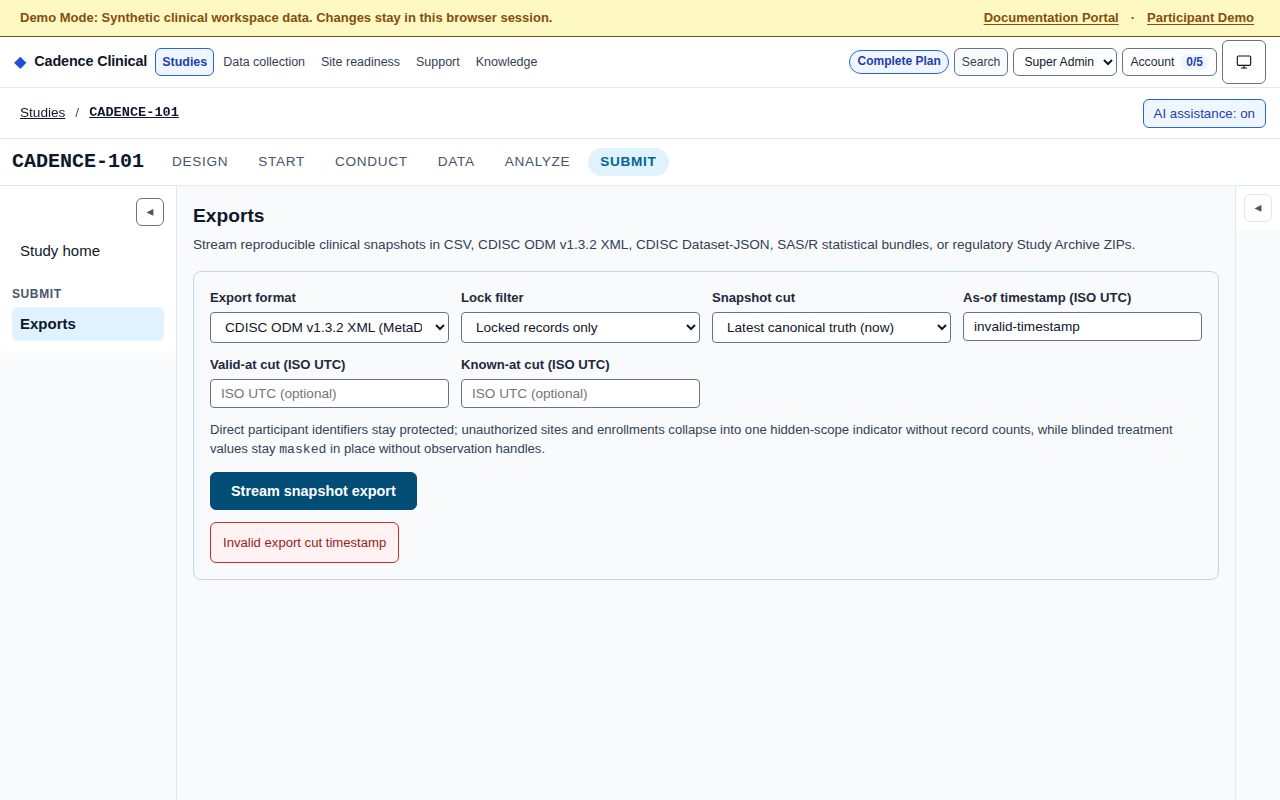 Demo Mode: Synthetic clinical workspace data. Changes stay in this browser session.
Documentation Portal · Participant Demo
Cadence Clinical Studies Data collection Site readiness Support Knowledge
Complete Plan Search Super Admin Account 0/5
Studies / CADENCE-101
AI assistance: on
CADENCE-101 DESIGN START CONDUCT DATA ANALYZE SUBMIT
Study home
SUBMIT
Exports
Exports
Stream reproducible clinical snapshots in CSV, CDISC ODM v1.3.2 XML, CDISC Dataset-JSON, SAS/R statistical bundles, or regulatory Study Archive ZIPs.
Export format Lock filter Snapshot cut As-of timestamp (ISO UTC)
CDISC ODM v1.3.2 XML (MetaD Locked records only Latest canonical truth (now) invalid-timestamp
Valid-at cut (ISO UTC) Known-at cut (ISO UTC)
ISO UTC (optional) ISO UTC (optional)
Direct participant identifiers stay protected; unauthorized sites and enrollments collapse into one hidden-scope indicator without record counts, while blinded treatment
values stay masked in place without observation handles.
Stream snapshot export
Invalid export cut timestamp